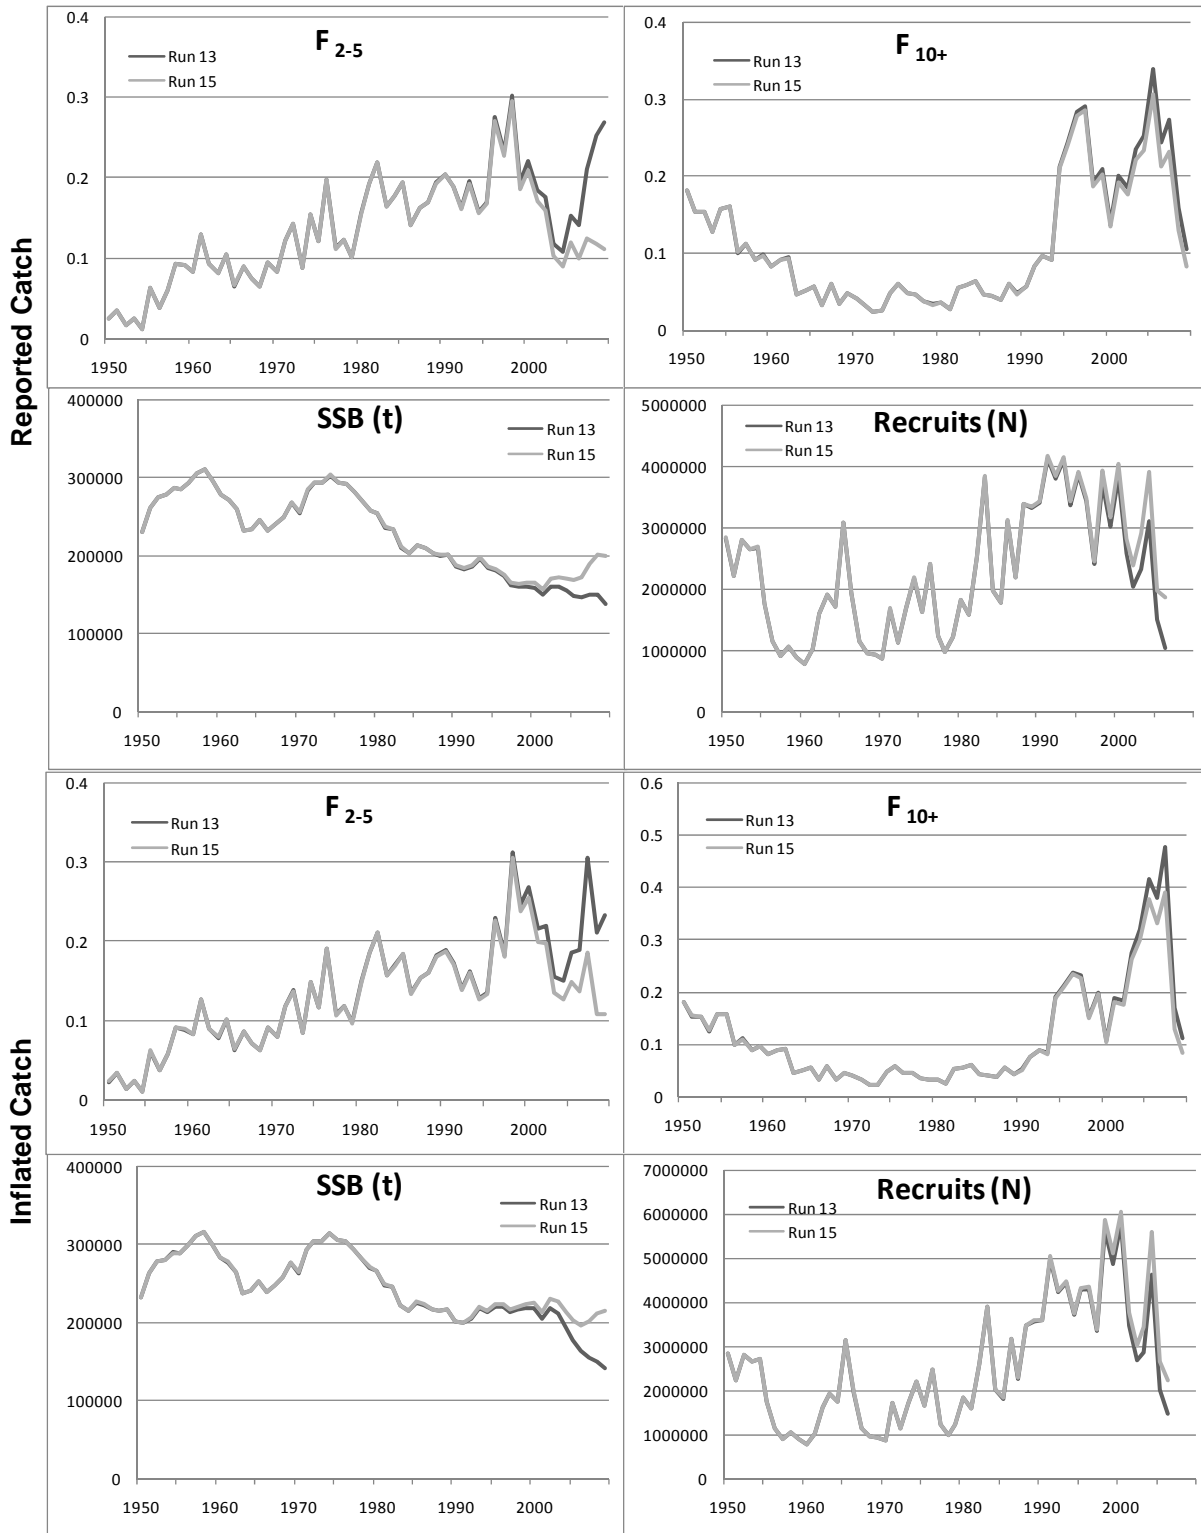 Reported Catch
F 2-5
Run 13
Run 15
0.4
0.3
0.2
0.1
0
1950 1960 1970 1980 1990 2000
F 10+
Run 13
Run 15
0.4
0.3
0.2
0.1
0
1950 1960 1970 1980 1990 2000
SSB (t)
Run 13
Run 15
400000
300000
200000
100000
0
1950 1960 1970 1980 1990 2000
Recruits (N)
Run 13
Run 15
5000000
4000000
3000000
2000000
1000000
0
1950 1960 1970 1980 1990 2000
Inflated Catch
F 2-5
Run 13
Run 15
0.4
0.3
0.2
0.1
0
1950 1960 1970 1980 1990 2000
F 10+
Run 13
Run 15
0.6
0.5
0.4
0.3
0.2
0.1
0
1950 1960 1970 1980 1990 2000
SSB (t)
Run 13
Run 15
400000
300000
200000
100000
0
1950 1960 1970 1980 1990 2000
Recruits (N)
Run 13
Run 15
7000000
6000000
5000000
4000000
3000000
2000000
1000000
0
1950 1960 1970 1980 1990 2000